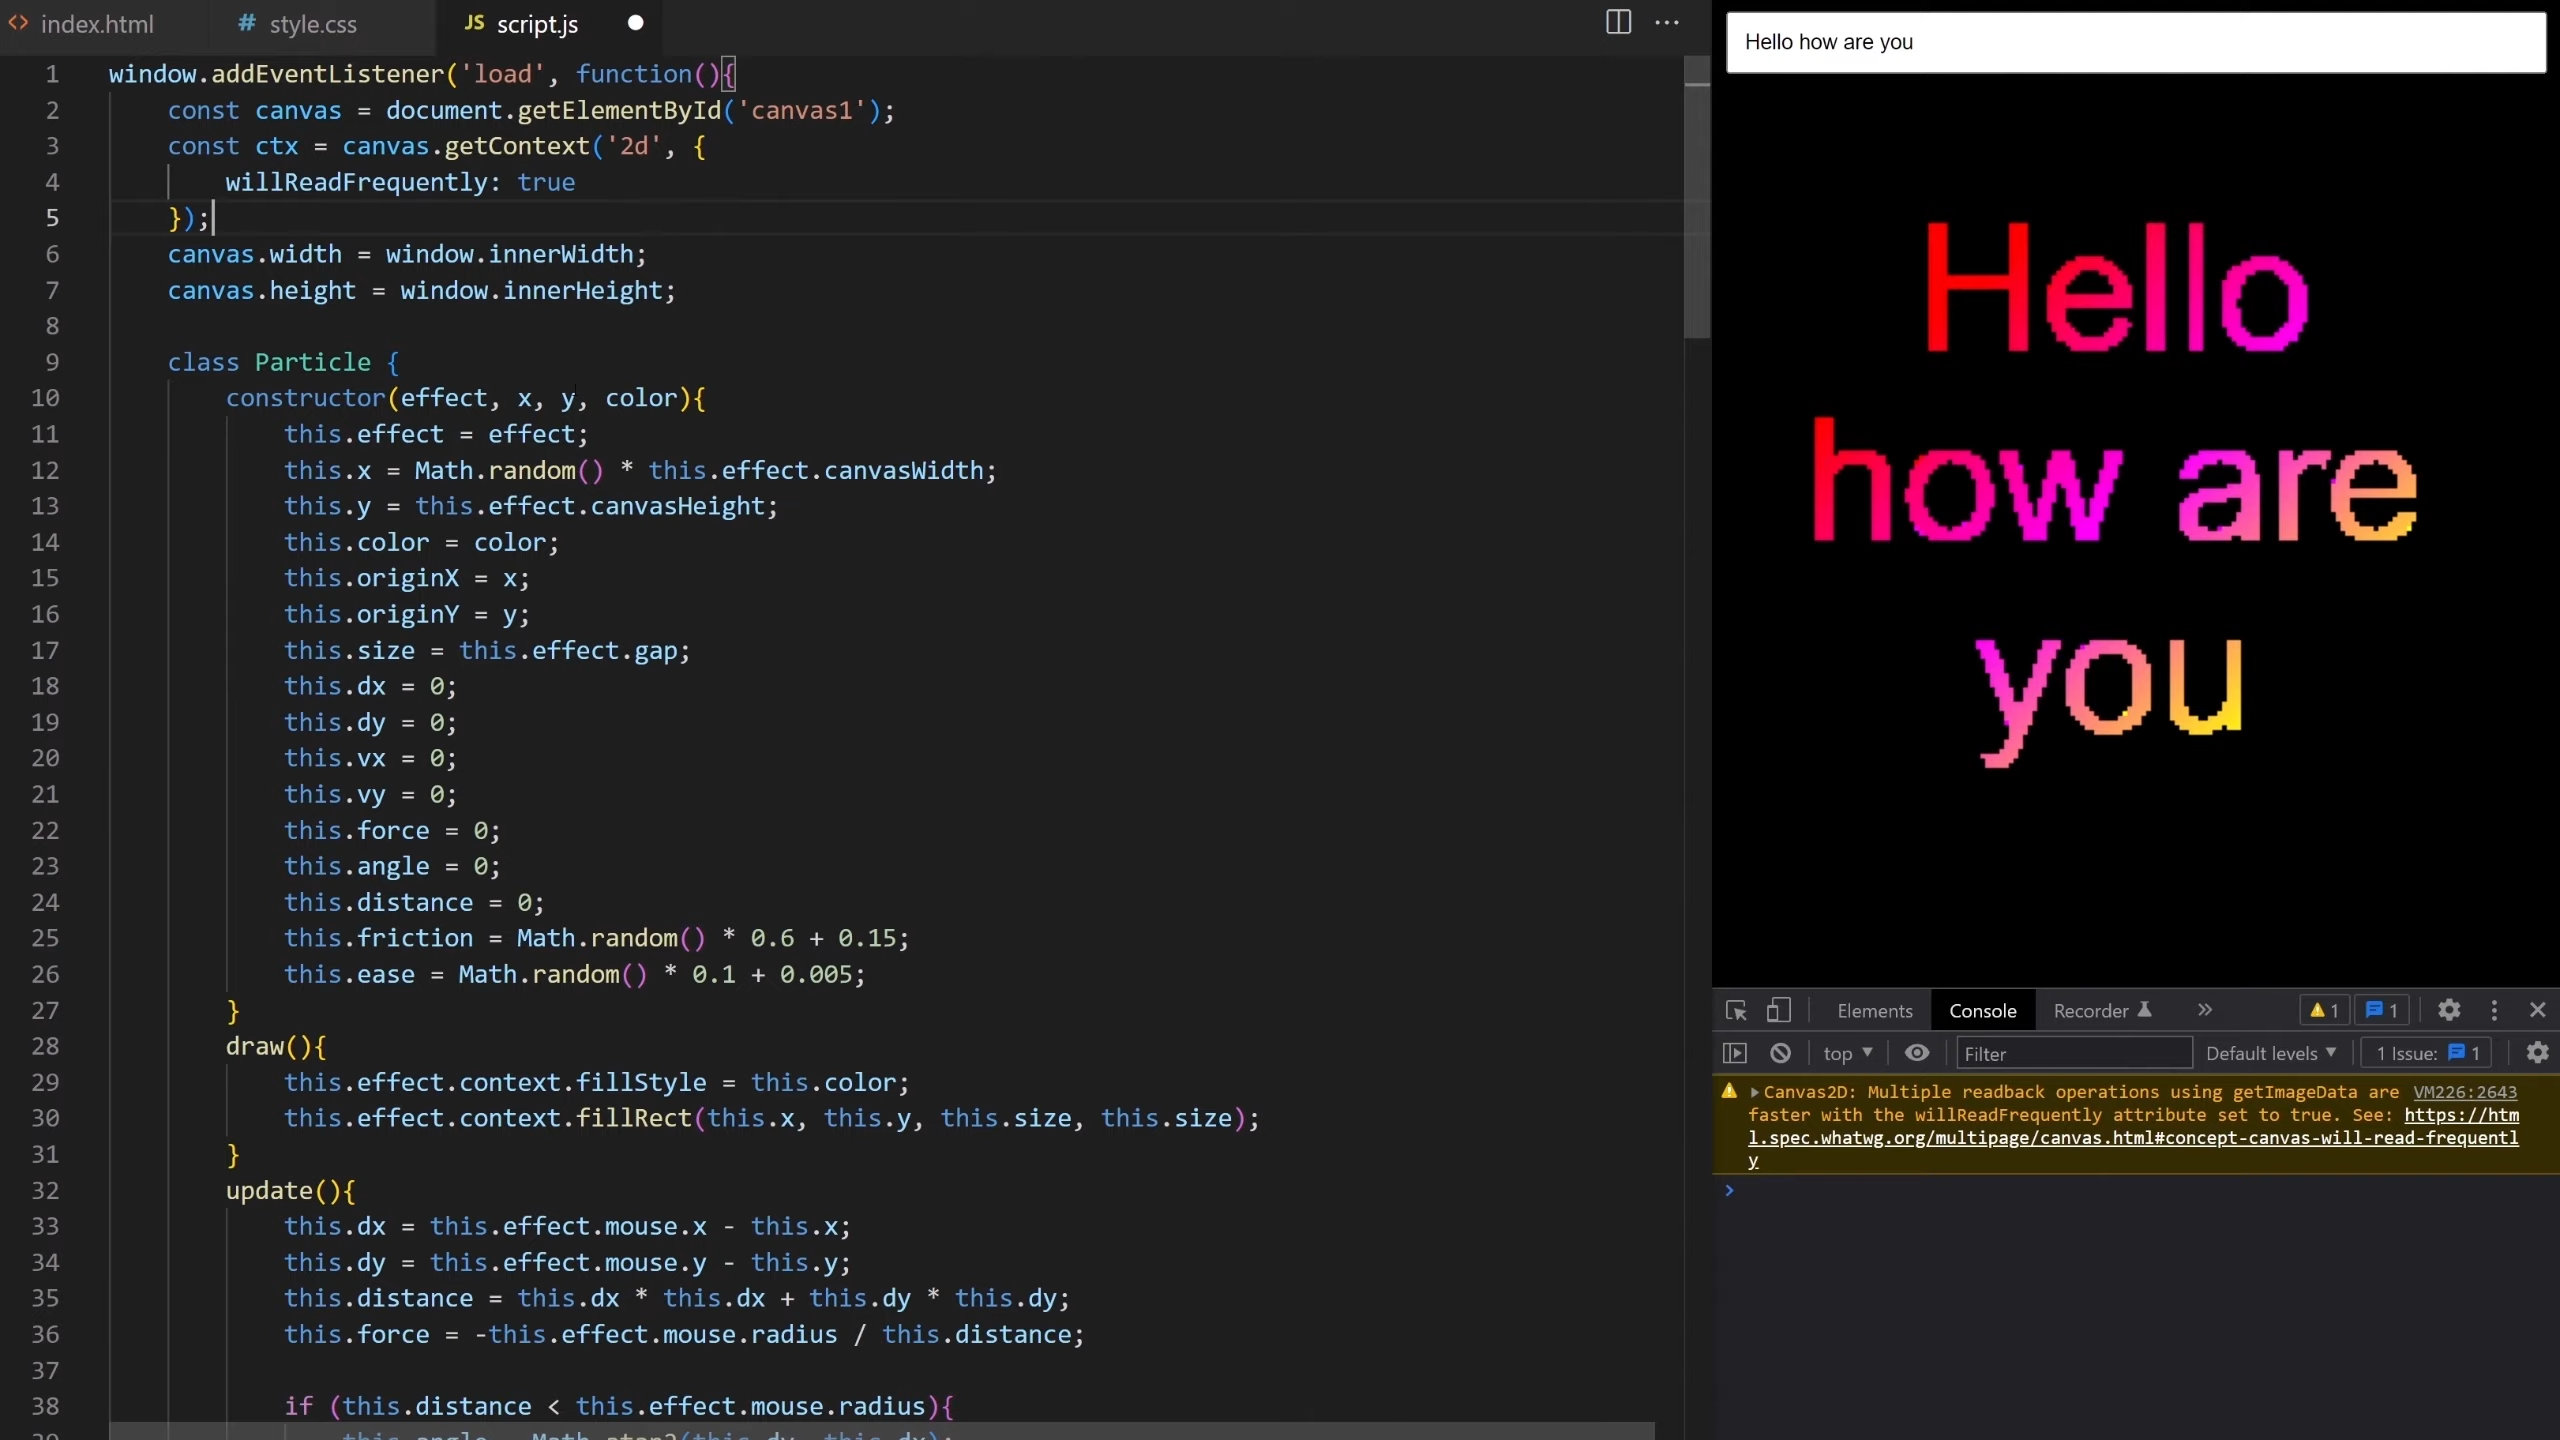 index.html
# style.css
JS script.js
1 window.addEventListener('load', function(){
2 const canvas = document.getElementById('canvas1');
3 const ctx = canvas.getContext('2d', {
4 willReadFrequently: true
5 });
6 canvas.width = window.innerWidth;
7 canvas.height = window.innerHeight;
8
9 class Particle {
10 constructor(effect, x, y, color){
11 this.effect = effect;
12 this.x = Math.random() * this.effect.canvasWidth;
13 this.y = this.effect.canvasHeight;
14 this.color = color;
15 this.originX = x;
16 this.originY = y;
17 this.size = this.effect.gap;
18 this.dx = 0;
19 this.dy = 0;
20 this.vx = 0;
21 this.vy = 0;
22 this.force = 0;
23 this.angle = 0;
24 this.distance = 0;
25 this.friction = Math.random() * 0.6 + 0.15;
26 this.ease = Math.random() * 0.1 + 0.005;
27 }
28 draw(){
29 this.effect.context.fillStyle = this.color;
30 this.effect.context.fillRect(this.x, this.y, this.size, this.size);
31 }
32 update(){
33 this.dx = this.effect.mouse.x - this.x;
34 this.dy = this.effect.mouse.y - this.y;
35 this.distance = this.dx * this.dx + this.dy * this.dy;
36 this.force = -this.effect.mouse.radius / this.distance;
37
38 if (this.distance < this.effect.mouse.radius){
Hello how are you
Hello
how are
you
Elements Console Recorder 1 1
top Filter Default levels 1 Issue: 1
Canvas2D: Multiple readback operations using getImageData are VM226:2643
faster with the willReadFrequently attribute set to true. See: https://htm
l.spec.whatwg.org/multipage/canvas.html#concept-canvas-will-read-frequentl
y